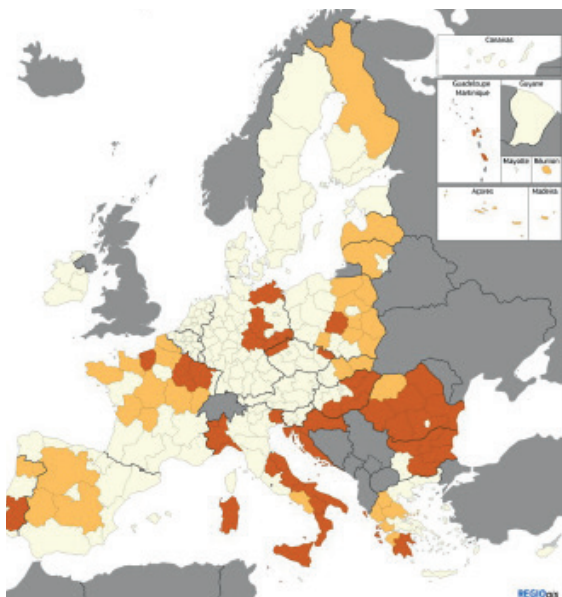 Canarias
Guadeloupe
Martinique
Guyane
Mayotte
Réunion
Açores
Madeira
REGIOgis